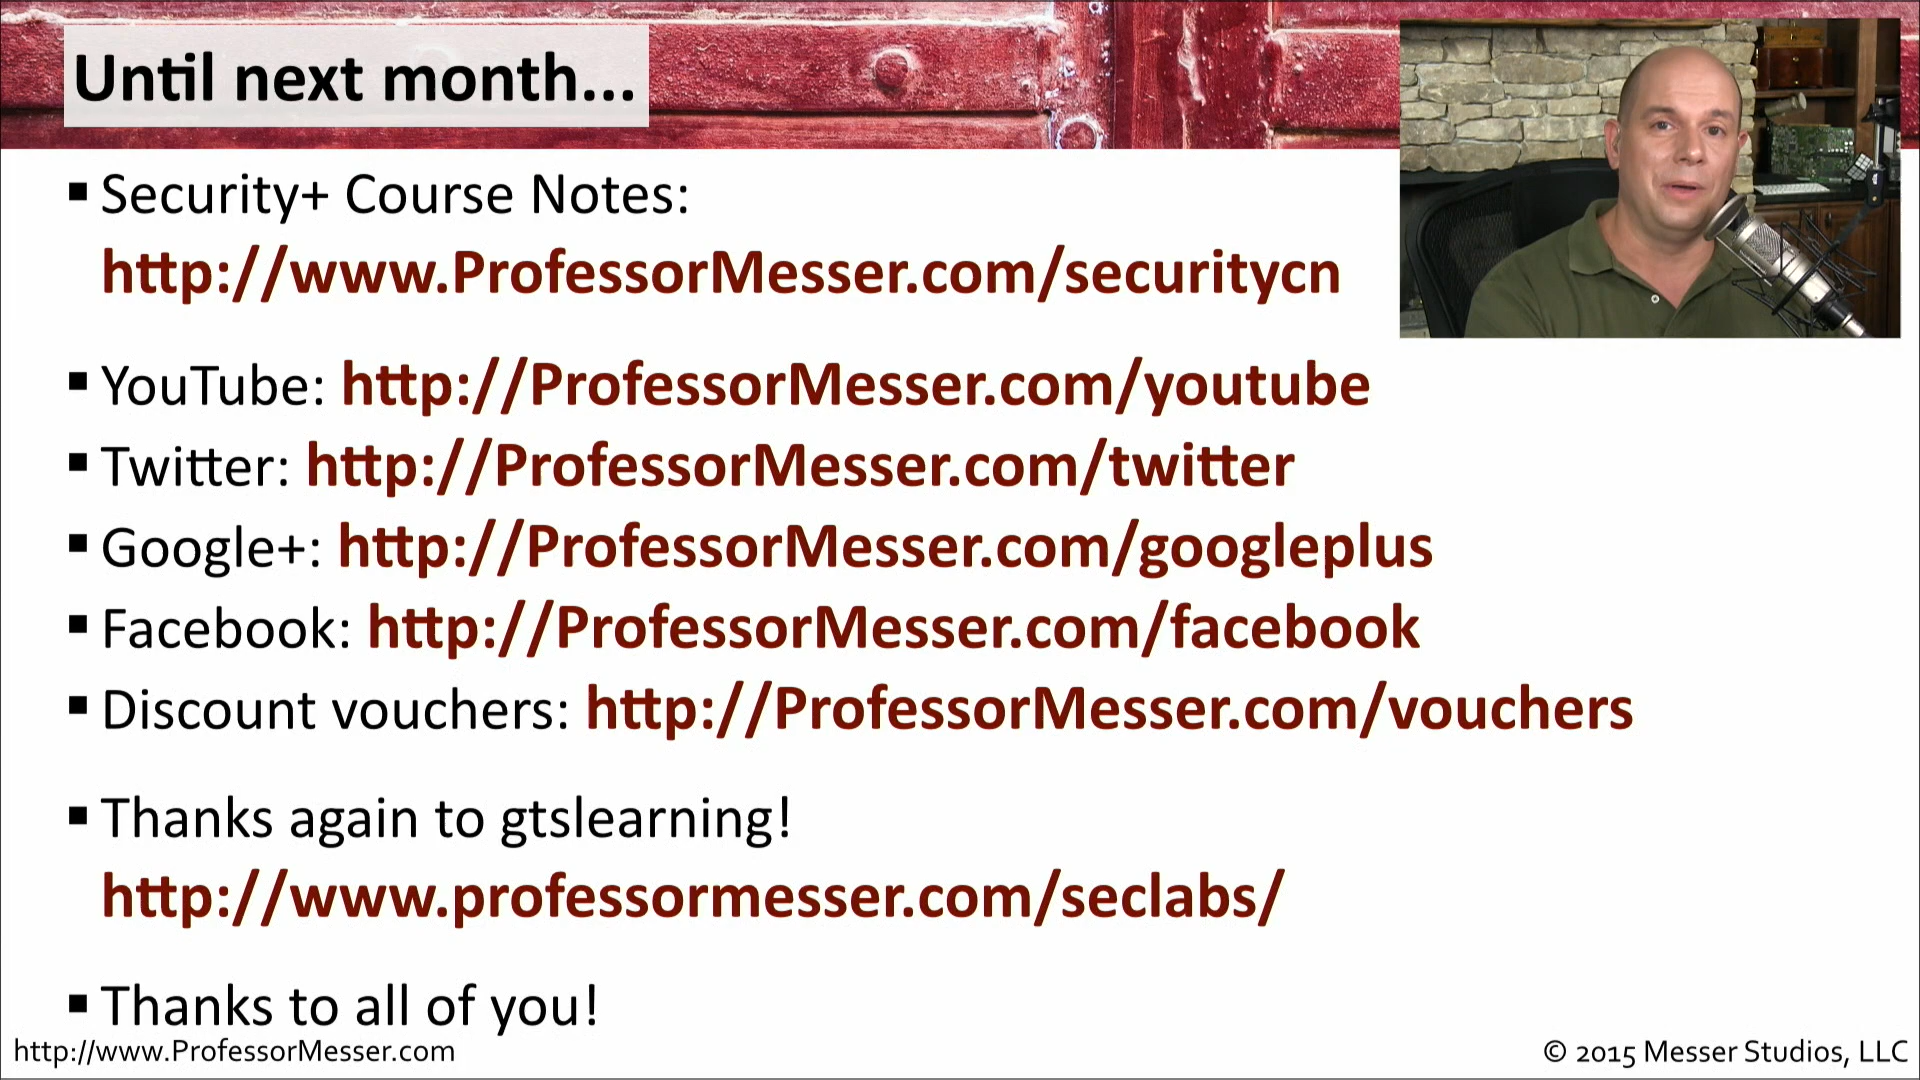 Until next month...
Security+ Course Notes:
http://www.ProfessorMesser.com/securitycn
YouTube: http://ProfessorMesser.com/youtube
Twitter: http://ProfessorMesser.com/twitter
Google+: http://ProfessorMesser.com/googleplus
Facebook: http://ProfessorMesser.com/facebook
Discount vouchers: http://ProfessorMesser.com/vouchers
Thanks again to gtslearning!
http://www.professormesser.com/seclabs/
Thanks to all of you!
http://www.ProfessorMesser.com
© 2015 Messer Studios, LLC